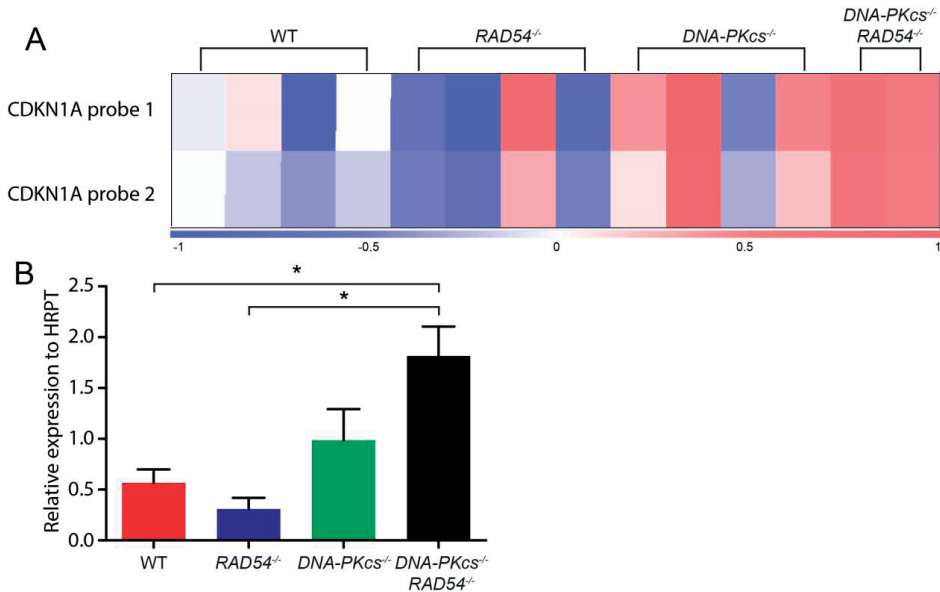 A
WT
RAD54-/-
DNA-PKcs-/-
DNA-PKcs-/-
RAD54-/-
CDKN1A probe 1
CDKN1A probe 2
-1 -0.5 0 0.5 1
B
* 
*
Relative expression to HRPT
2.5
2.0
1.5
1.0
0.5
0.0
WT
RAD54-/-
DNA-PKcs-/-
DNA-PKcs-/-
RAD54-/-